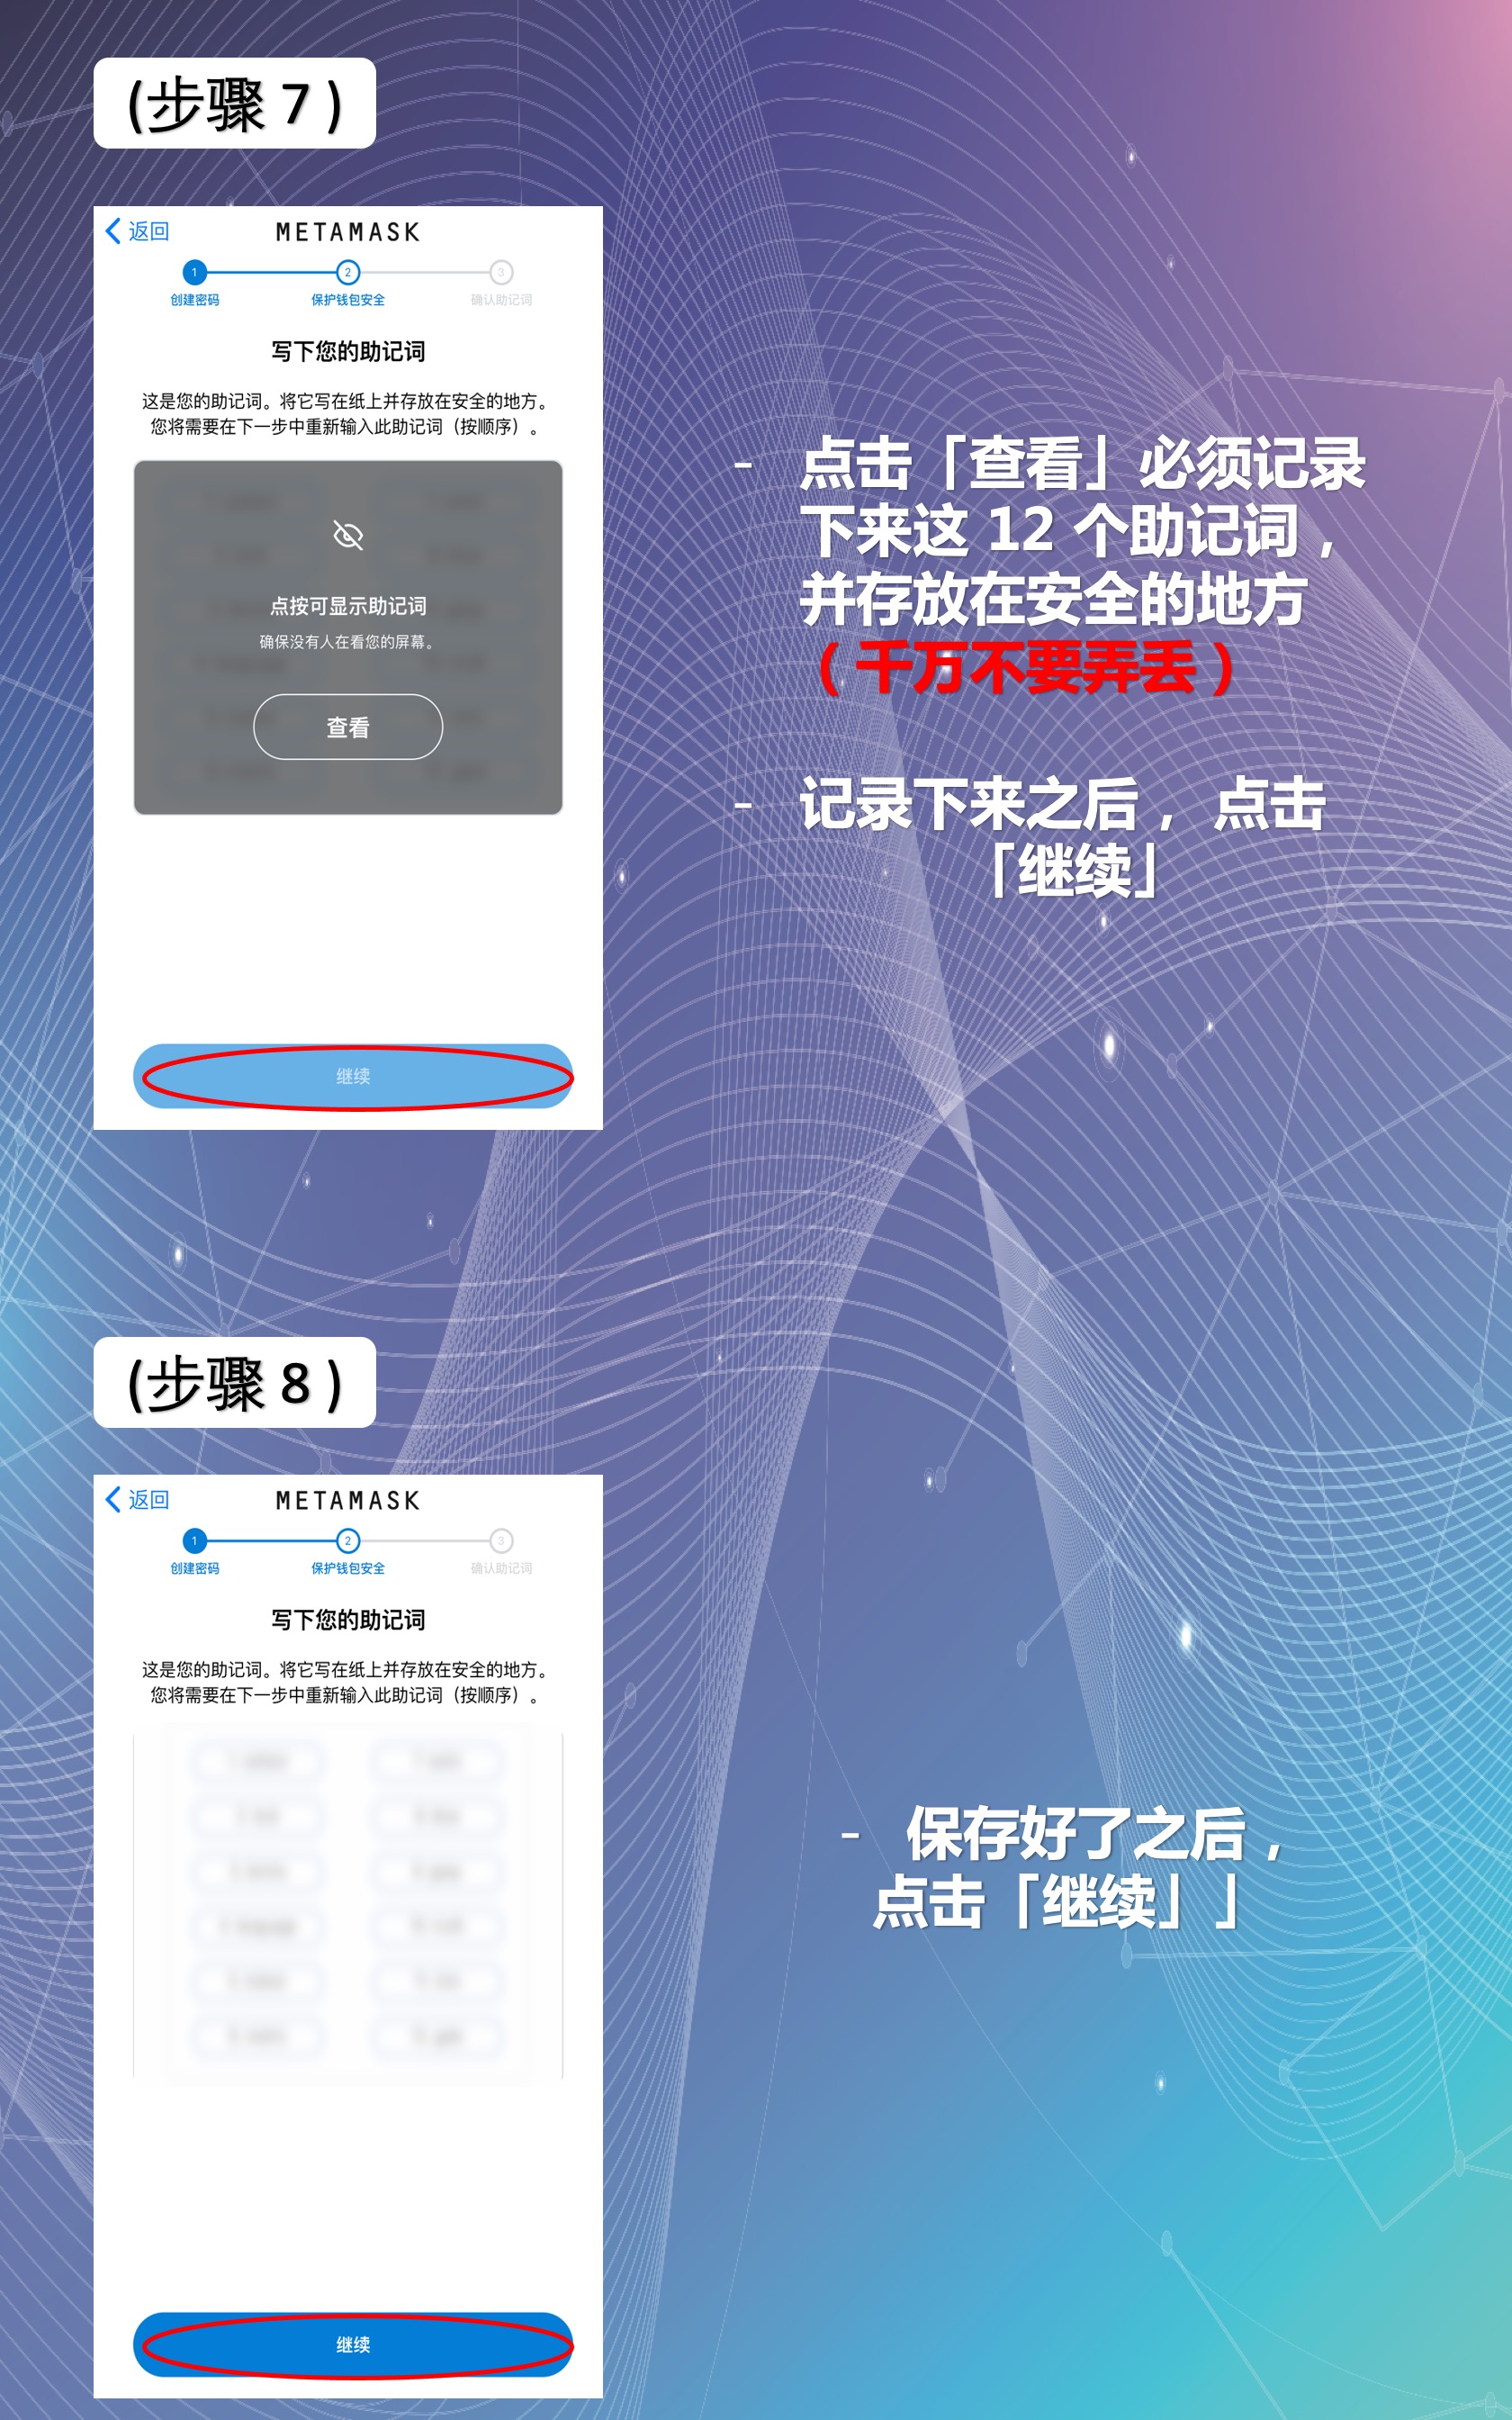 (步骤 7 )
返回
METAMASK
1
2
3
创建密码
保护钱包安全
确认助记词
写下您的助记词
这是您的助记词。将它写在纸上并存放在安全的地方。
您将需要在下一步中重新输入此助记词（按顺序）。
点按可显示助记词
确保没有人在看您的屏幕。
查看
继续
- 点击「查看」必须记录
下来这 12 个助记词，
并存放在安全的地方
（千万不要弄丢）
- 记录下来之后， 点击
「继续」
(步骤 8 )
返回
METAMASK
1
2
3
创建密码
保护钱包安全
确认助记词
写下您的助记词
这是您的助记词。将它写在纸上并存放在安全的地方。
您将需要在下一步中重新输入此助记词（按顺序）。
继续
- 保存好了之后，
点击「继续」」